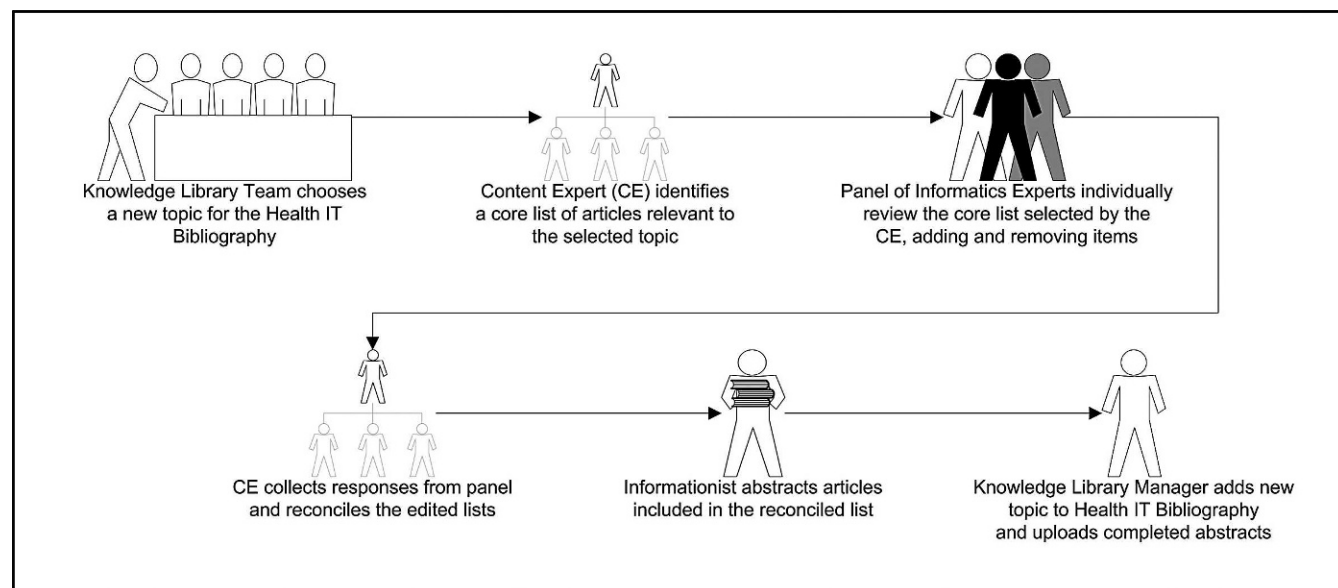 Knowledge Library Team chooses
a new topic for the Health IT
Bibliography
Content Expert (CE) identifies
a core list of articles relevant to
the selected topic
Panel of Informatics Experts individually
review the core list selected by the
CE, adding and removing items
CE collects responses from panel
and reconciles the edited lists
Informationist abstracts articles
included in the reconciled list
Knowledge Library Manager adds new
topic to Health IT Bibliography
and uploads completed abstracts